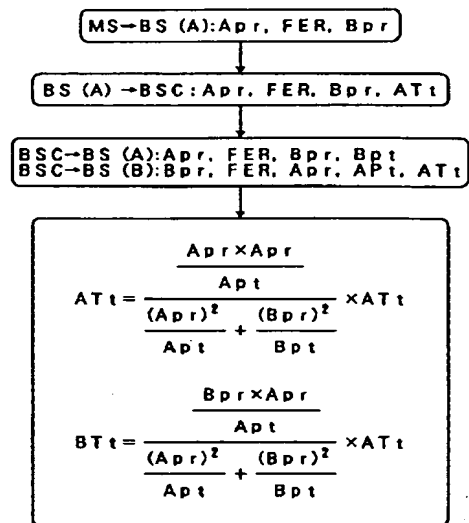 MS→BS (A):Apr, FER, Bpr
BS (A) →BSC:Apr, FER, Bpr, ATt
BSC→BS (A):Apr, FER, Bpr, Bpt
BSC→BS (B):Bpr, FER, Apr, APt, ATt
Apr×Apr
Apt
ATt= ×ATt
(Apr)² + (Bpr)²
Apt Bpt
Bpr×Apr
Apt
BTt= ×ATt
(Apr)² + (Bpr)²
Apt Bpt